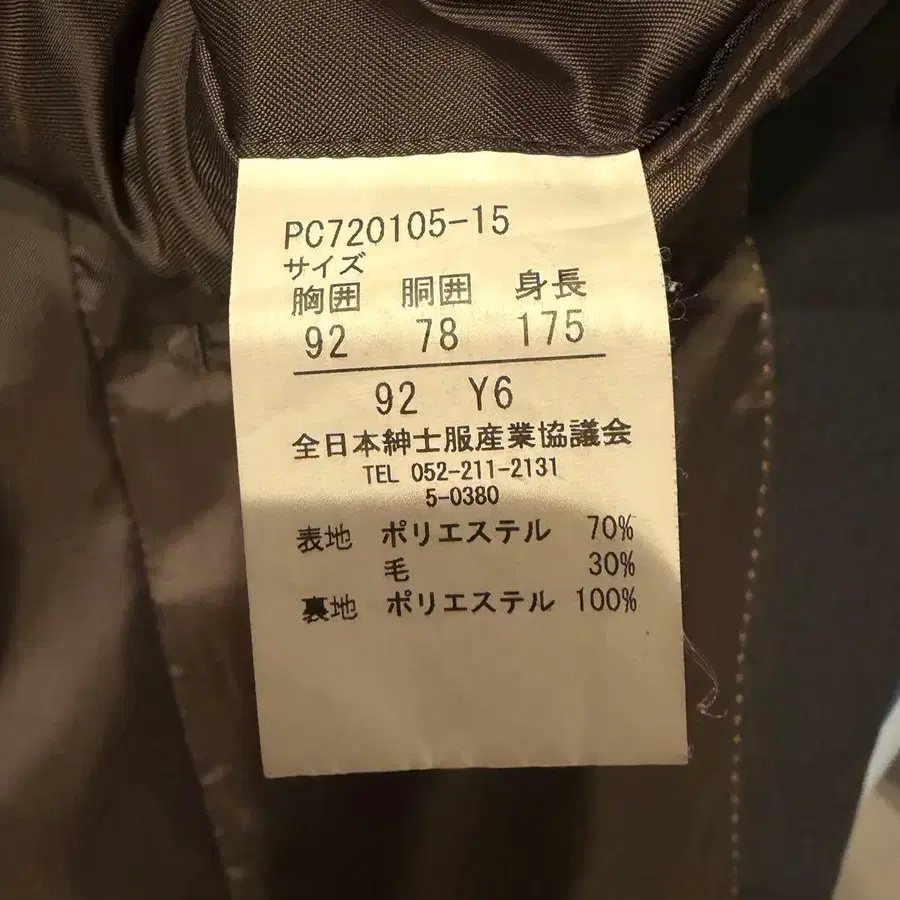 PC720105-15
サイズ
胸囲 胴囲 身長
92 78 175
92 Y6
全日本紳士服産業協議会
TEL 052-211-2131
5-0380
表地 ポリエステル 70%
毛 30%
裏地 ポリエステル 100%